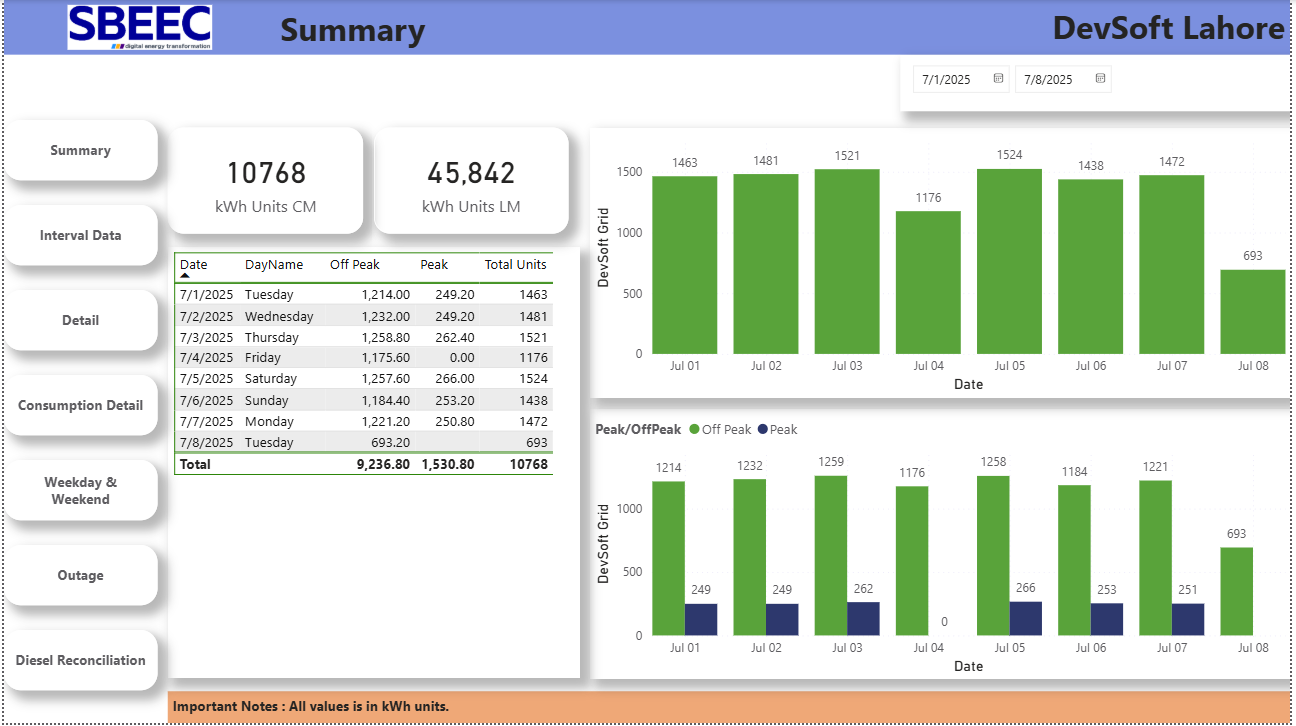 SBEEC
digital energy transformation
Summary
DevSoft Lahore
7/1/2025 7/8/2025
Summary
Interval Data
Detail
Consumption Detail
Weekday &
Weekend
Outage
Diesel Reconciliation
10768
kWh Units CM
45,842
kWh Units LM
Date DayName Off Peak Peak Total Units
7/1/2025 Tuesday 1,214.00 249.20 1463
7/2/2025 Wednesday 1,232.00 249.20 1481
7/3/2025 Thursday 1,258.80 262.40 1521
7/4/2025 Friday 1,175.60 0.00 1176
7/5/2025 Saturday 1,257.60 266.00 1524
7/6/2025 Sunday 1,184.40 253.20 1438
7/7/2025 Monday 1,221.20 250.80 1472
7/8/2025 Tuesday 693.20 693
Total 9,236.80 1,530.80 10768
DevSoft Grid
1500
1000
500
0
1463 1481 1521 1176 1524 1438 1472 693
Jul 01 Jul 02 Jul 03 Jul 04 Jul 05 Jul 06 Jul 07 Jul 08
Date
Peak/OffPeak Off Peak Peak
DevSoft Grid
1000
500
0
1214 1232 1259 1176 1258 1184 1221 693
249 249 262 0 266 253 251
Jul 01 Jul 02 Jul 03 Jul 04 Jul 05 Jul 06 Jul 07 Jul 08
Date
Important Notes : All values is in kWh units.